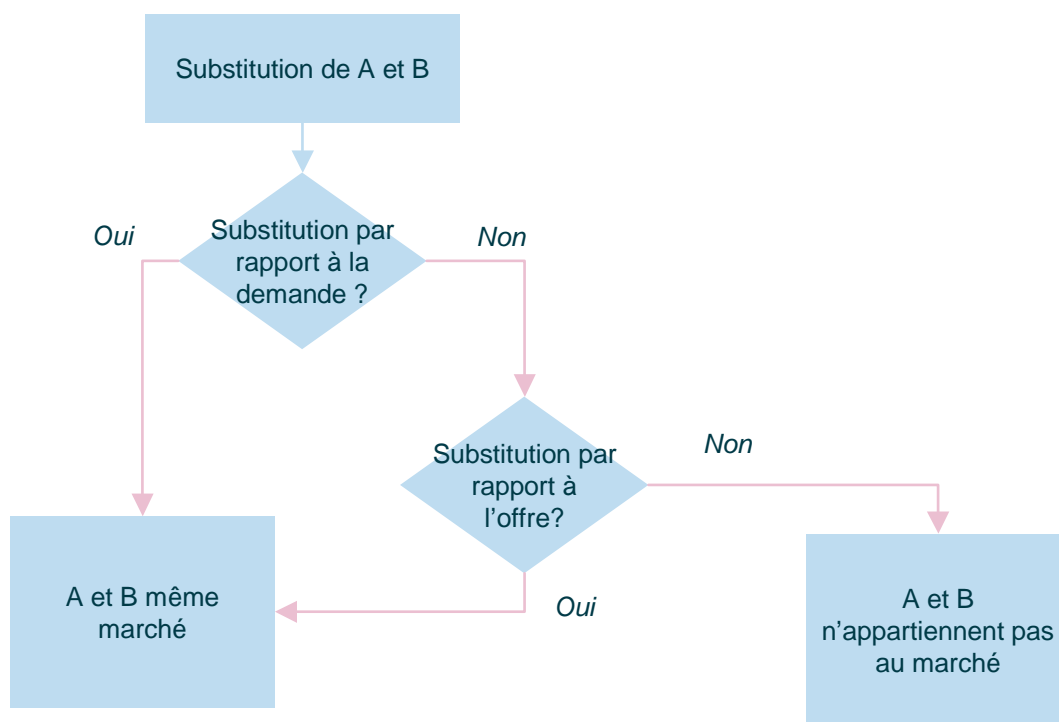 Substitution de A et B
Oui
Substitution par
rapport à la
demande ?
Non
Substitution par
rapport à
l’offre?
Non
A et B même
marché
Oui
A et B
n’appartiennent pas
au marché